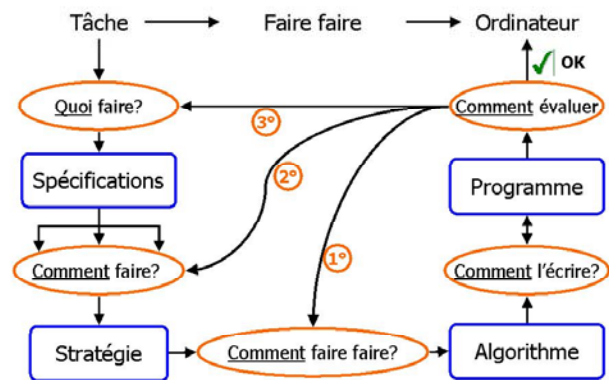 Tâche Faire faire Ordinateur
OK
Quoi faire? Comment évaluer
3°
Spécifications 2° Programme
1°
Comment faire? Comment l'écrire?
Stratégie Comment faire faire? Algorithme